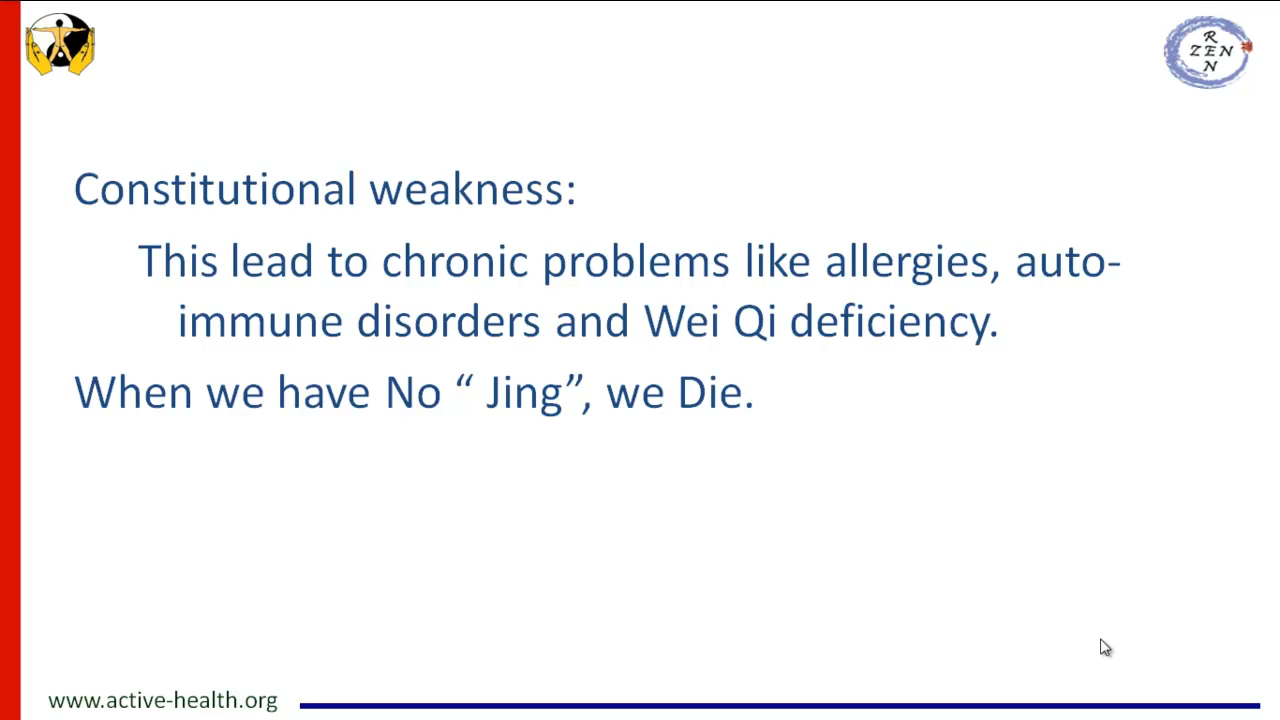 R
ZEN
N
Constitutional weakness:
This lead to chronic problems like allergies, auto-
immune disorders and Wei Qi deficiency.
When we have No “ Jing”, we Die.
www.active-health.org